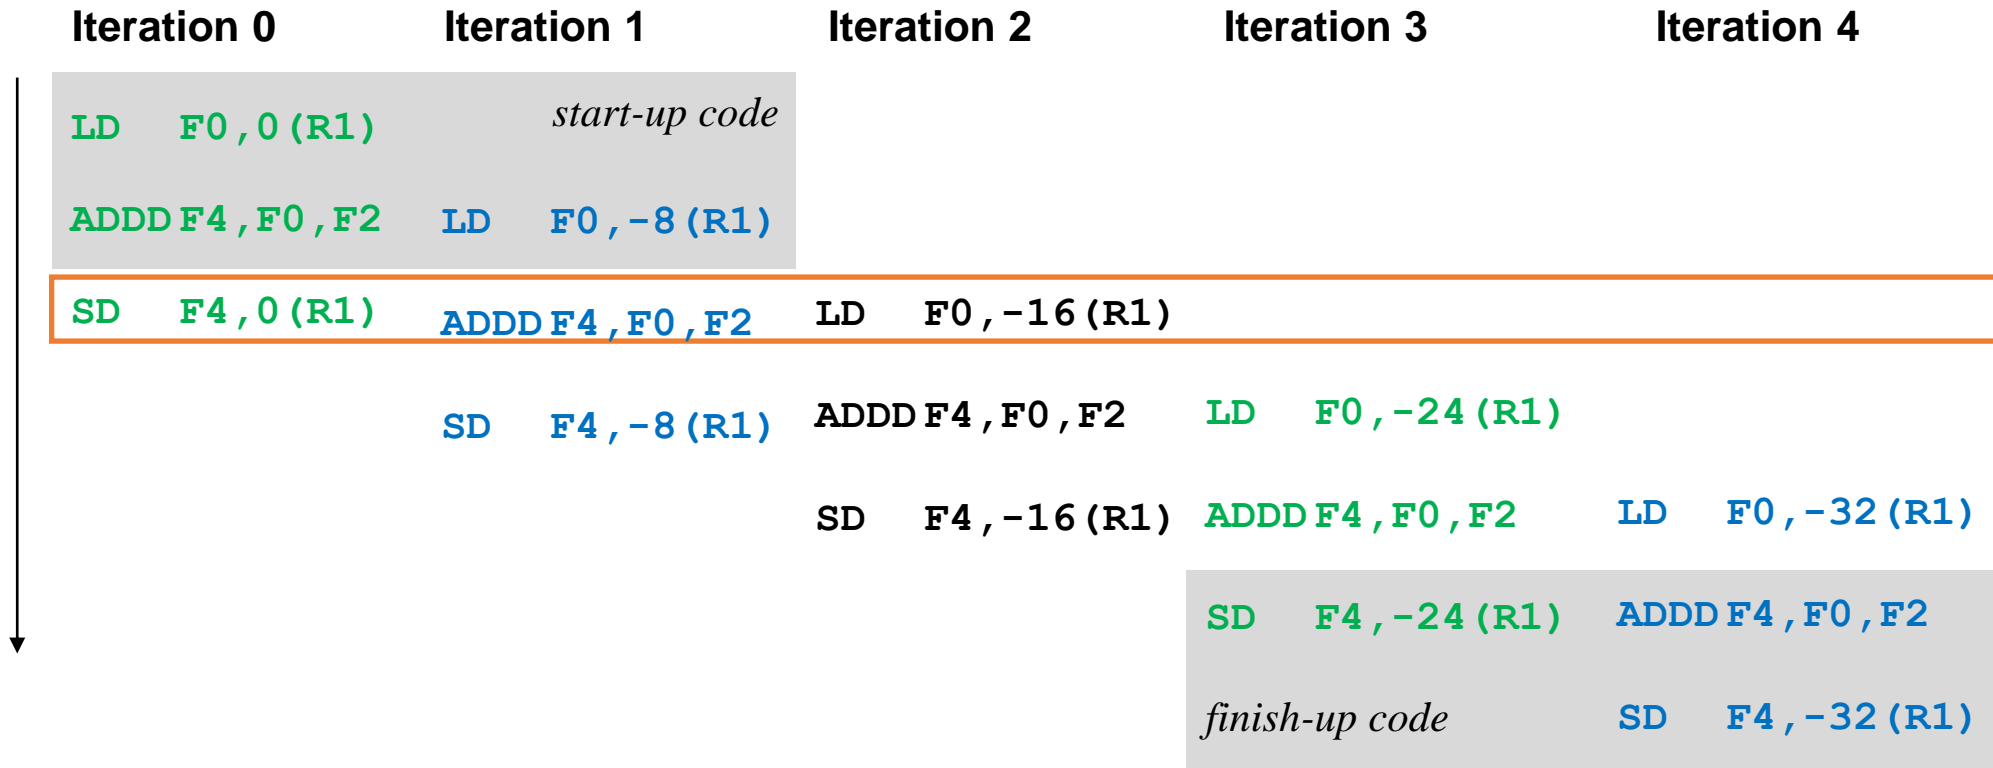 Iteration 0 Iteration 1 Iteration 2 Iteration 3 Iteration 4
LD F0,0(R1) start-up code
ADDD F4,F0,F2 LD F0,-8(R1)
SD F4,0(R1) ADDD F4,F0,F2 LD F0,-16(R1)
SD F4,-8(R1) ADDD F4,F0,F2 LD F0,-24(R1)
SD F4,-16(R1) ADDD F4,F0,F2 LD F0,-32(R1)
SD F4,-24(R1) ADDD F4,F0,F2
finish-up code SD F4,-32(R1)